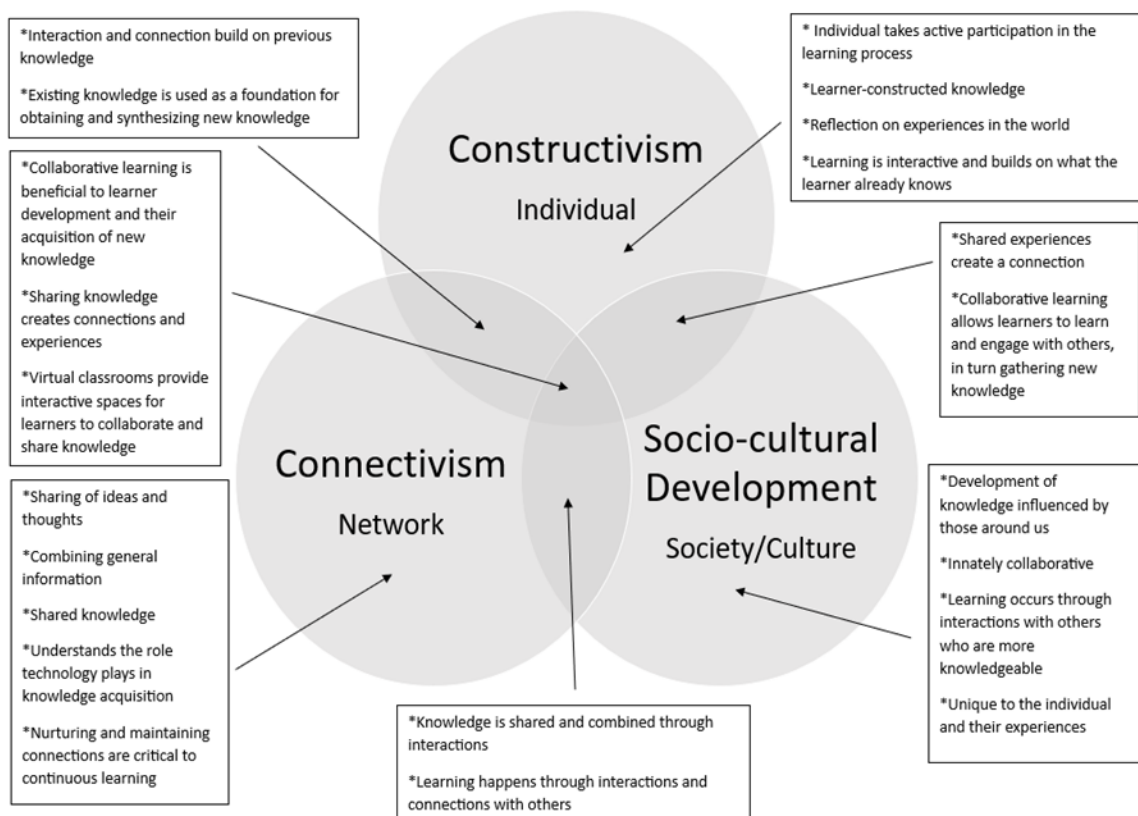 *Interaction and connection build on previous
knowledge
*Existing knowledge is used as a foundation for
obtaining and synthesizing new knowledge
*Collaborative learning is
beneficial to learner
development and their
acquisition of new
knowledge
*Sharing knowledge
creates connections and
experiences
*Virtual classrooms provide
interactive spaces for
learners to collaborate and
share knowledge
*Sharing of ideas and
thoughts
*Combining general
information
*Shared knowledge
*Understands the role
technology plays in
knowledge acquisition
*Nurturing and maintaining
connections are critical to
continuous learning
Constructivism
Individual
Connectivism
Network
Socio-cultural
Development
Society/Culture
*Knowledge is shared and combined through
interactions
*Learning happens through interactions and
connections with others
* Individual takes active participation in the
learning process
*Learner-constructed knowledge
*Reflection on experiences in the world
*Learning is interactive and builds on what the
learner already knows
*Shared experiences
create a connection
*Collaborative learning
allows learners to learn
and engage with others,
in turn gathering new
knowledge
*Development of
knowledge influenced by
those around us
*Innately collaborative
*Learning occurs through
interactions with others
who are more
knowledgeable
*Unique to the individual
and their experiences